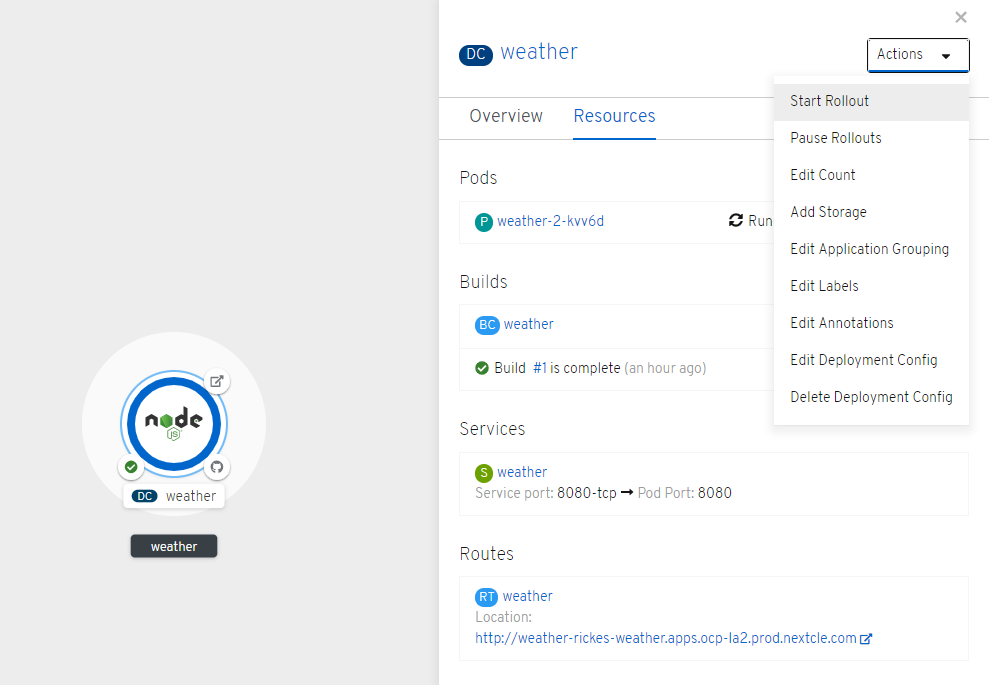 DC weather
Actions
Start Rollout
Pause Rollouts
Edit Count
Add Storage
Edit Application Grouping
Edit Labels
Edit Annotations
Edit Deployment Config
Delete Deployment Config
Overview Resources
Pods
P weather-2-kvv6d Run
Builds
BC weather
Build #1 is complete (an hour ago)
Services
S weather
Service port: 8080-tcp → Pod Port: 8080
Routes
RT weather
Location:
http://weather-rickes-weather.apps.ocp-la2.prod.nextcle.com
node
JS
DC weather
weather